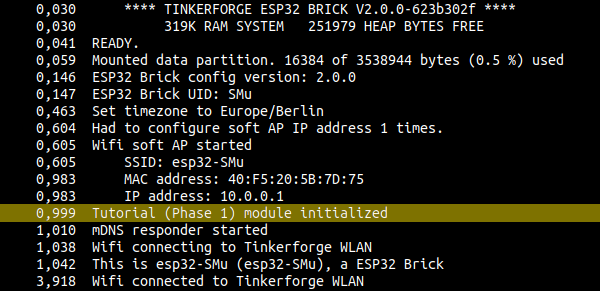 0,030      **** TINKERFORGE ESP32 BRICK V2.0.0-623b302f ****
0,030           319K RAM SYSTEM   251979 HEAP BYTES FREE
0,041  READY.
0,059  Mounted data partition. 16384 of 3538944 bytes (0.5 %) used
0,146  ESP32 Brick config version: 2.0.0
0,147  ESP32 Brick UID: SMu
0,463  Set timezone to Europe/Berlin
0,604  Had to configure soft AP IP address 1 times.
0,605  Wifi soft AP started
0,605      SSID: esp32-SMu
0,983      MAC address: 40:F5:20:5B:7D:75
0,983      IP address: 10.0.0.1
0,999  Tutorial (Phase 1) module initialized
1,010  mDNS responder started
1,038  Wifi connecting to Tinkerforge WLAN
1,042  This is esp32-SMu (esp32-SMu), a ESP32 Brick
3,918  Wifi connected to Tinkerforge WLAN